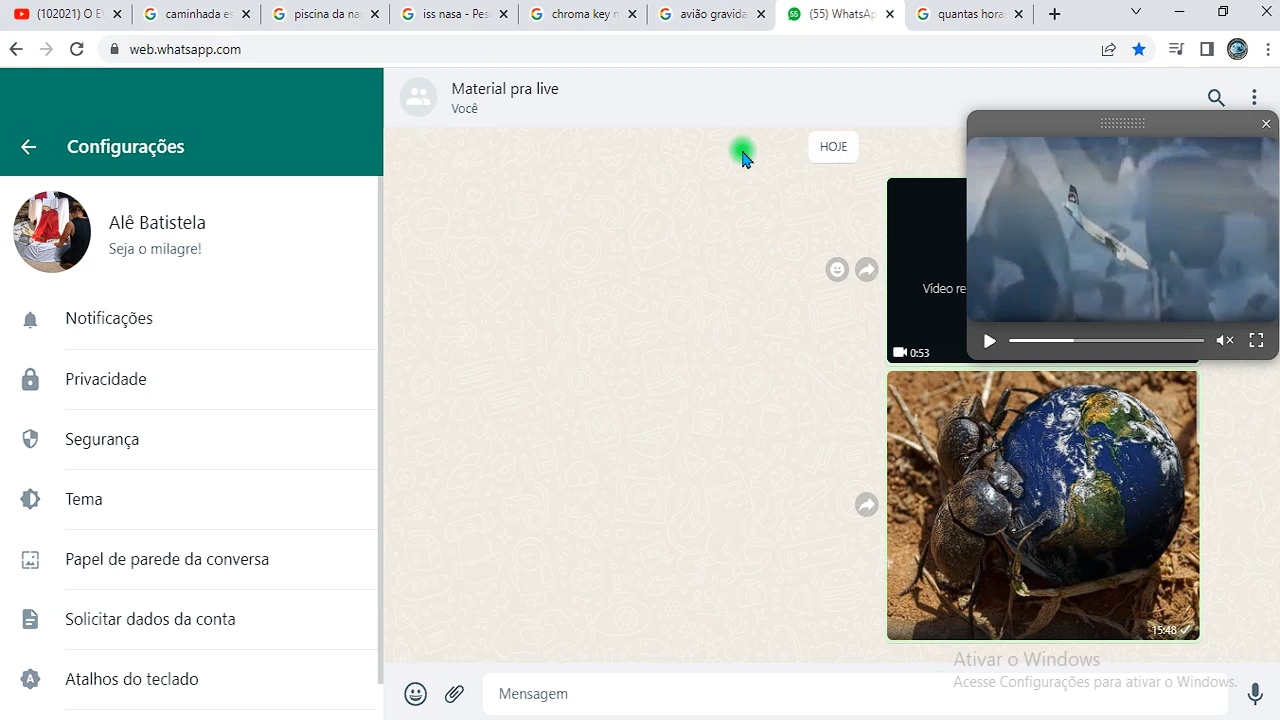 (102021) O E
caminhada es
piscina da n
iss nasa - Pes
chroma key n
avião gravida
(55) WhatsAp
quantas hora
web.whatsapp.com
Configurações
Alê Batistela
Seja o milagre!
Notificações
Privacidade
Segurança
Tema
Papel de parede da conversa
Solicitar dados da conta
Atalhos do teclado
Material pra live
Você
HOJE
Vídeo re
0:53
15:48
Ativar o Windows
Acesse Configurações para ativar o Windows.
Mensagem